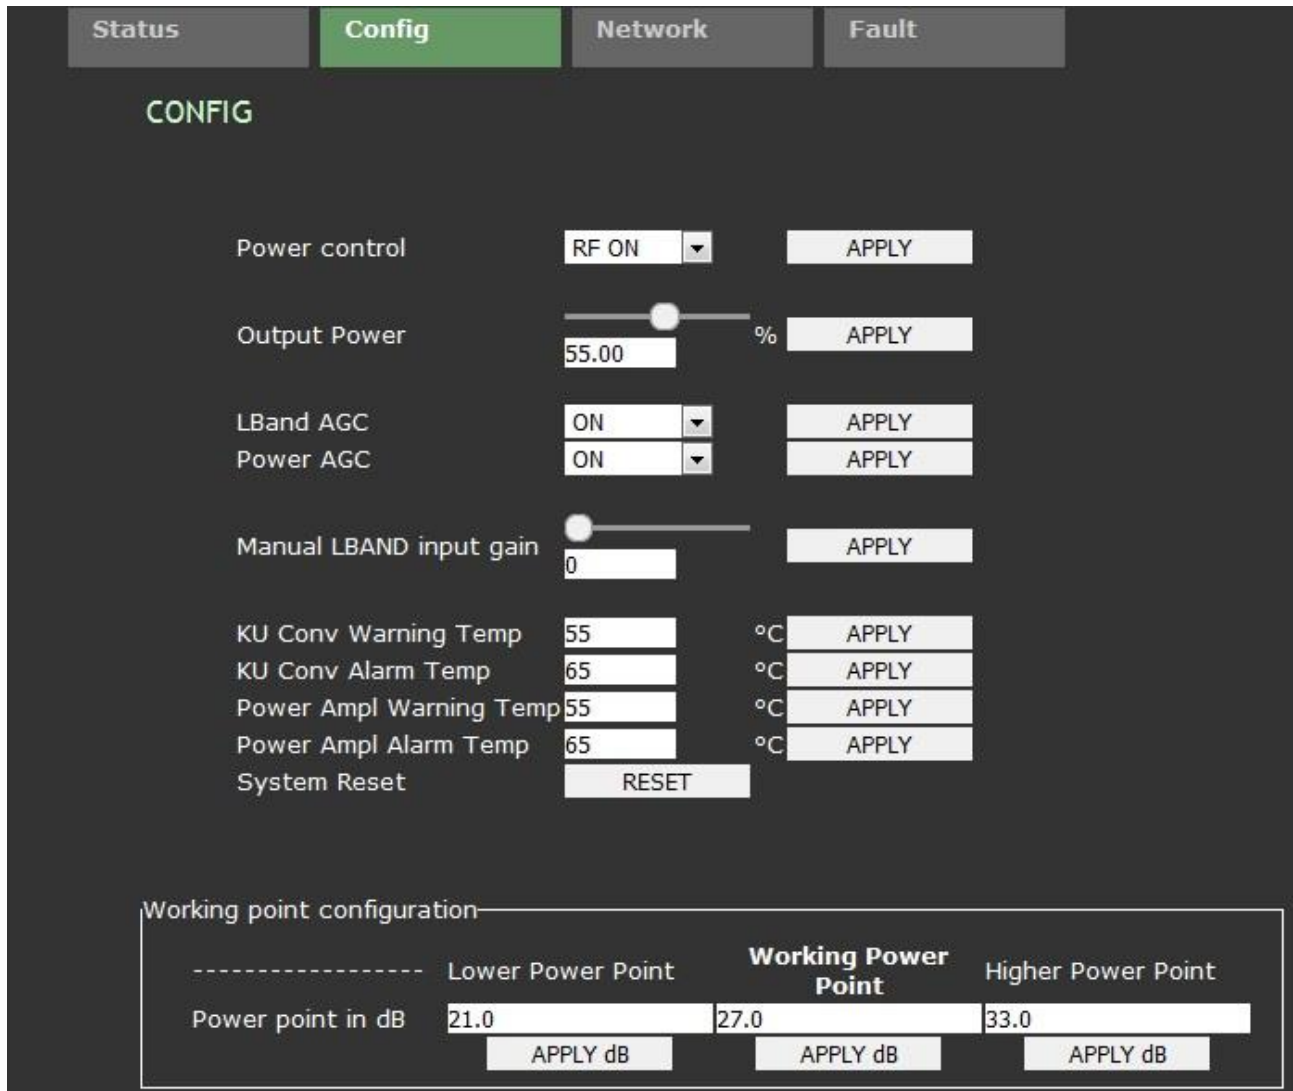 Status Config Network Fault
CONFIG
Power control RF ON APPLY
Output Power 55.00 % APPLY
LBand AGC ON APPLY
Power AGC ON APPLY
Manual LBAND input gain 0 APPLY
KU Conv Warning Temp 55 °C APPLY
KU Conv Alarm Temp 65 °C APPLY
Power Ampl Warning Temp 55 °C APPLY
Power Ampl Alarm Temp 65 °C APPLY
System Reset RESET
Working point configuration
------------------ Lower Power Point Working Power Point Higher Power Point
Power point in dB 21.0 27.0 33.0
APPLY dB APPLY dB APPLY dB